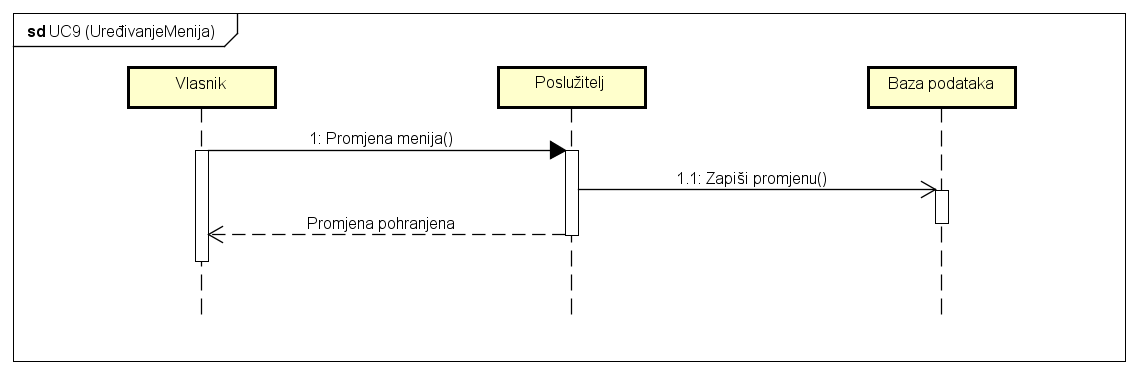 sd UC9 (UređivanjeMenija)
Vlasnik
Poslužitelj
Baza podataka
1: Promjena menija()
1.1: Zapiši promjenu()
Promjena pohranjena